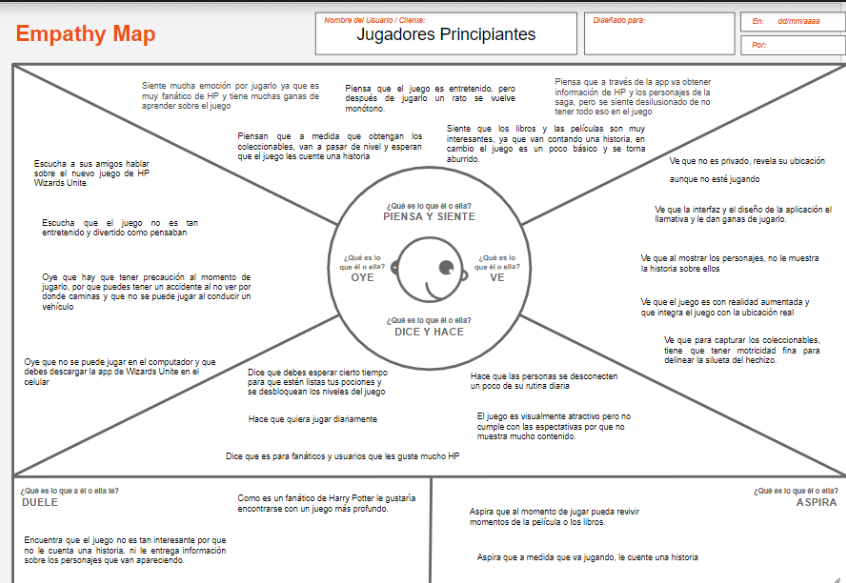 Empathy Map
Nombre del Usuario / Cliente:
Jugadores Principiantes
Diseñado para:
En: dd/mm/aaaa
Por:
Siente mucha emoción por jugarlo ya que es
muy fanático de HP y tiene muchas ganas de
aprender sobre el juego
Piensa que el juego es entretenido, pero
después de jugarlo un rato se vuelve
monótono.
Piensa que a través de la app va obtener
información de HP y los personajes de la
saga, pero se siente desilusionado de no
tener todo eso en el juego
Piensan que a medida que obtengan los
coleccionables, van a pasar de nivel y esperan
que el juego les cuente una historia
Siente que los libros y las películas son muy
interesantes, ya que van contando una historia, en
cambio el juego es un poco básico y se torna
aburrido.
Escucha a sus amigos hablar
sobre el nuevo juego de HP
Wizards Unite.
Escucha que el juego no es tan
entretenido y divertido como pensaban
Oye que hay que tener precaución al momento de
jugarlo, por que puedes tener un accidente al no ver por
donde caminas y que no se puede jugar al conducir un
vehículo
Oye que no se puede jugar en el computador y que
debes descargar la app de Wizards Unite en el
celular
¿Qué es lo que él o ella?
PIENSA Y SIENTE
¿Qué es lo
que él o ella?
OYE
¿Qué es lo
que él o ella?
VE
¿Qué es lo que él o ella?
DICE Y HACE
Ve que no es privado, revela su ubicación
aunque no esté jugando
Ve que la interfaz y el diseño de la aplicación el
llamativa y le dan ganas de jugarlo.
Ve que al mostrar los personajes, no le muestra
la historia sobre ellos
Ve que el juego es con realidad aumentada y
que integra el juego con la ubicación real
Ve que para capturar los coleccionables,
tiene que tener motricidad fina para
delinear la silueta del hechizo.
Dice que debes esperar cierto tiempo
para que estén listas tus pociones y
se desbloquean los niveles del juego
Hace que quiera jugar diariamente
Dice que es para fanáticos y usuarios que les guste mucho HP
Hace que las personas se desconecten
un poco de su rutina diaria
El juego es visualmente atractivo pero no
cumple con las espectativas por que no
muestra mucho contenido.
¿Qué es lo que a él o ella le?
DUELE
Como es un fanático de Harry Potter le gustaría
encontrarse con un juego más profundo.
Encuentra que el juego no es tan interesante por que
no le cuenta una historia, ni le entrega información
sobre los personajes que van apareciendo.
¿Qué es lo que él o ella?
ASPIRA
Aspira que al momento de jugar pueda revivir
momentos de la película o los libros.
Aspira que a medida que va jugando, le cuente una historia